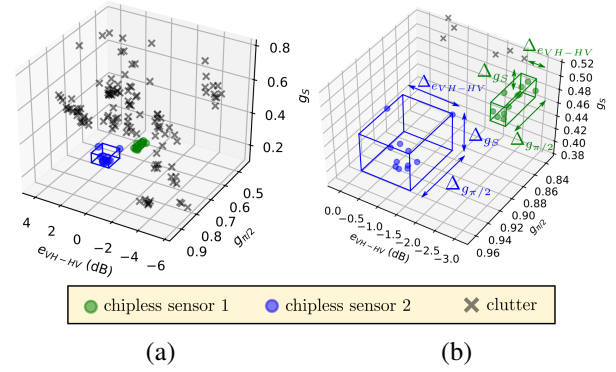 0.8
0.6
0.4
0.2
g_S
4
2
0
-2
-4
-6
e_{VH-HV} (dB)
0.5
0.6
0.7
0.8
0.9
g_{π/2}
Δ_{e_{VH-HV}}
Δ_{g_S}
Δ_{g_{π/2}}
Δ_{e_{VH-HV}}
Δ_{g_S}
Δ_{g_{π/2}}
0.52
0.50
0.48
0.46
0.44
0.42
0.40
0.38
g_S
0.0
-0.5
-1.0
-1.5
-2.0
-2.5
-3.0
e_{VH-HV} (dB)
0.84
0.86
0.88
0.90
0.92
0.94
0.96
g_{π/2}
chipless sensor 1 chipless sensor 2 clutter
(a) (b)